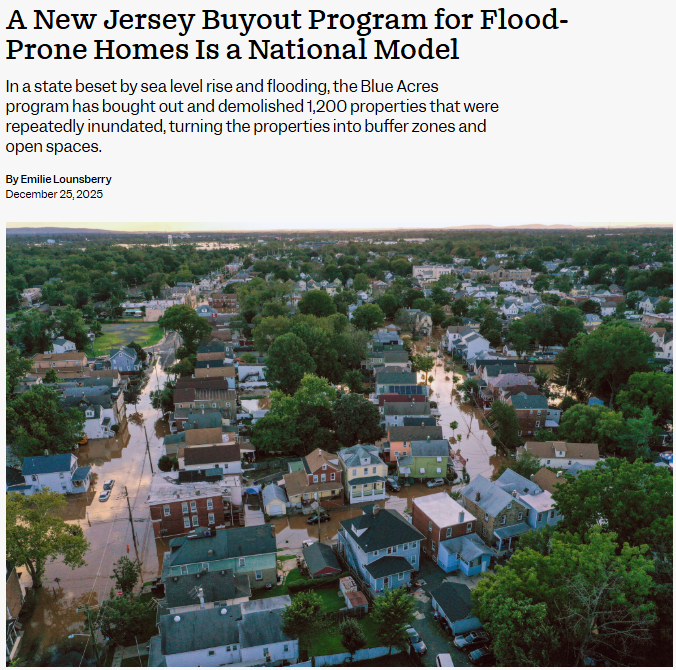 A New Jersey Buyout Program for Flood-
Prone Homes Is a National Model
In a state beset by sea level rise and flooding, the Blue Acres
program has bought out and demolished 1,200 properties that were
repeatedly inundated, turning the properties into buffer zones and
open spaces.
By Emilie Lounsberry
December 25, 2025